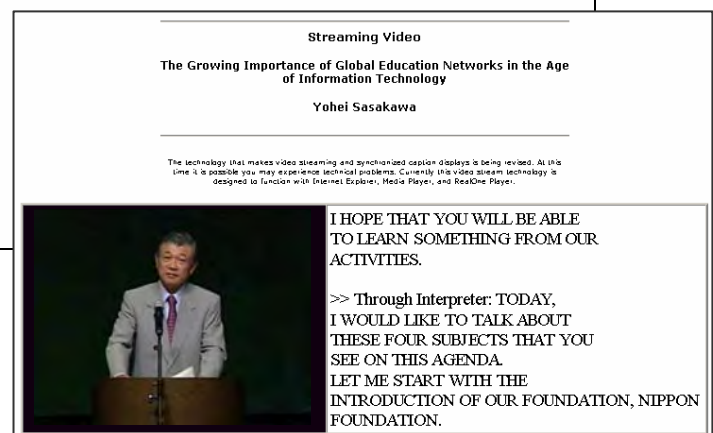 Streaming Video
The Growing Importance of Global Education Networks in the Age
of Information Technology
Yohei Sasakawa
The technology that makes video streaming and synchronized caption displays is being revised. At this
time it is possible you may experience technical problems. Currently this video stream technology is
designed to function with Internet Explorer, Media Player, and RealOne Player.
I HOPE THAT YOU WILL BE ABLE
TO LEARN SOMETHING FROM OUR
ACTIVITIES.
>> Through Interpreter: TODAY,
I WOULD LIKE TO TALK ABOUT
THESE FOUR SUBJECTS THAT YOU
SEE ON THIS AGENDA.
LET ME START WITH THE
INTRODUCTION OF OUR FOUNDATION, NIPPON
FOUNDATION.